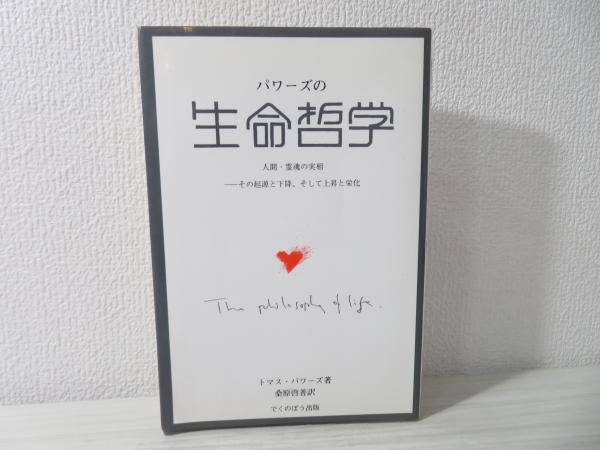 パワーズの
生命哲学
人間・霊魂の実相
──その起源と下降、そして上昇と栄化
The philosophy of life.
トマス・パワーズ著
桑原啓善訳
でくのぼう出版